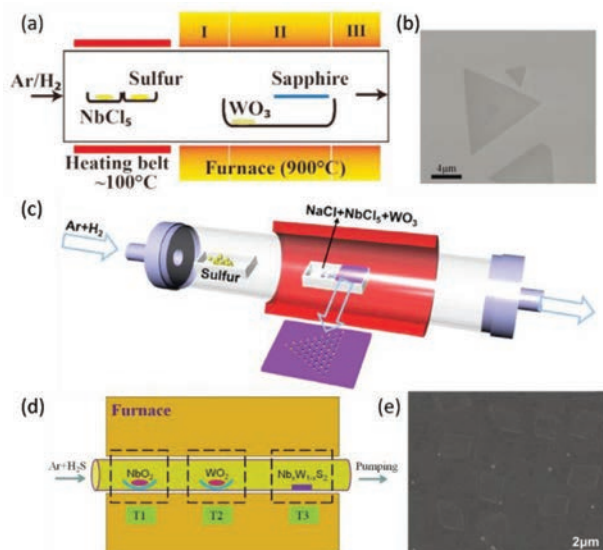 (a)
I II III
Ar/H₂
Sulfur
NbCl₅
Sapphire
WO₃
Heating belt
~100°C
Furnace (900°C)
(b)
4μm
(c)
Ar+H₂
Sulfur
NaCl+NbCl₅+WO₃
(d)
Furnace
Ar+H₂S
NbO₂
WO₂
NbₓW₁₋ₓS₂
Pumping
T1
T2
T3
(e)
2μm